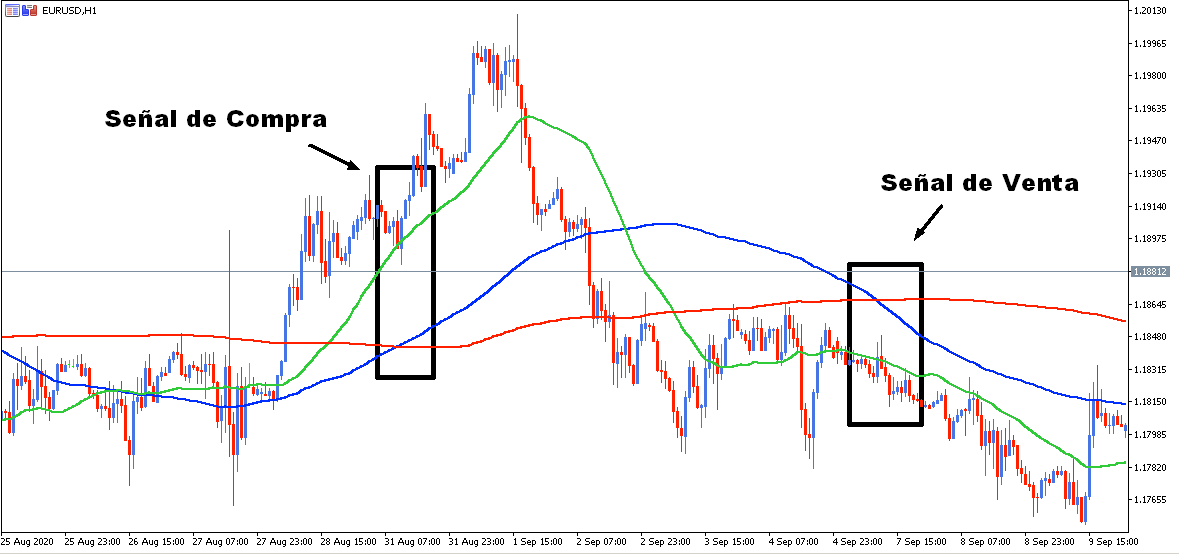 EURUSD,H1
1.20130
1.19965
1.19800
1.19635
1.19470
1.19305
1.19140
1.18975
1.18812
1.18645
1.18480
1.18315
1.18150
1.17985
1.17820
1.17655
Señal de Compra
Señal de Venta
25 Aug 2020
25 Aug 23:00
26 Aug 15:00
27 Aug 07:00
27 Aug 23:00
28 Aug 15:00
31 Aug 07:00
31 Aug 23:00
1 Sep 15:00
2 Sep 07:00
2 Sep 23:00
3 Sep 15:00
4 Sep 07:00
4 Sep 23:00
7 Sep 15:00
8 Sep 07:00
8 Sep 23:00
9 Sep 15:00